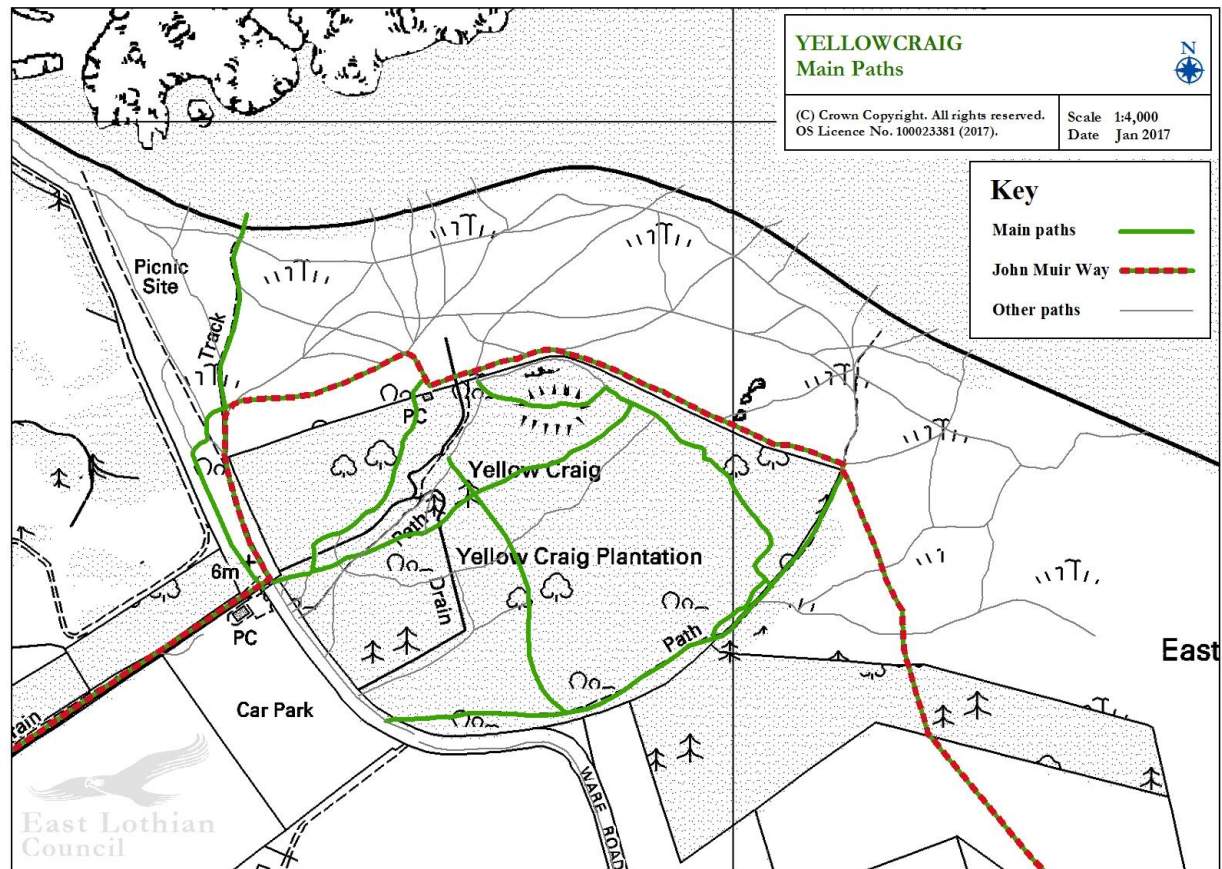 YELLOWCRAIG
Main Paths
N
(C) Crown Copyright. All rights reserved.
OS Licence No. 100023381 (2017).
Scale 1:4,000
Date Jan 2017
Key
Main paths
John Muir Way
Other paths
Picnic
Site
Track
PC
Yellow Craig
Path
Yellow Craig Plantation
6m
Drain
PC
Path
East
Car Park
rain
WARE ROAD
East Lothian
Council